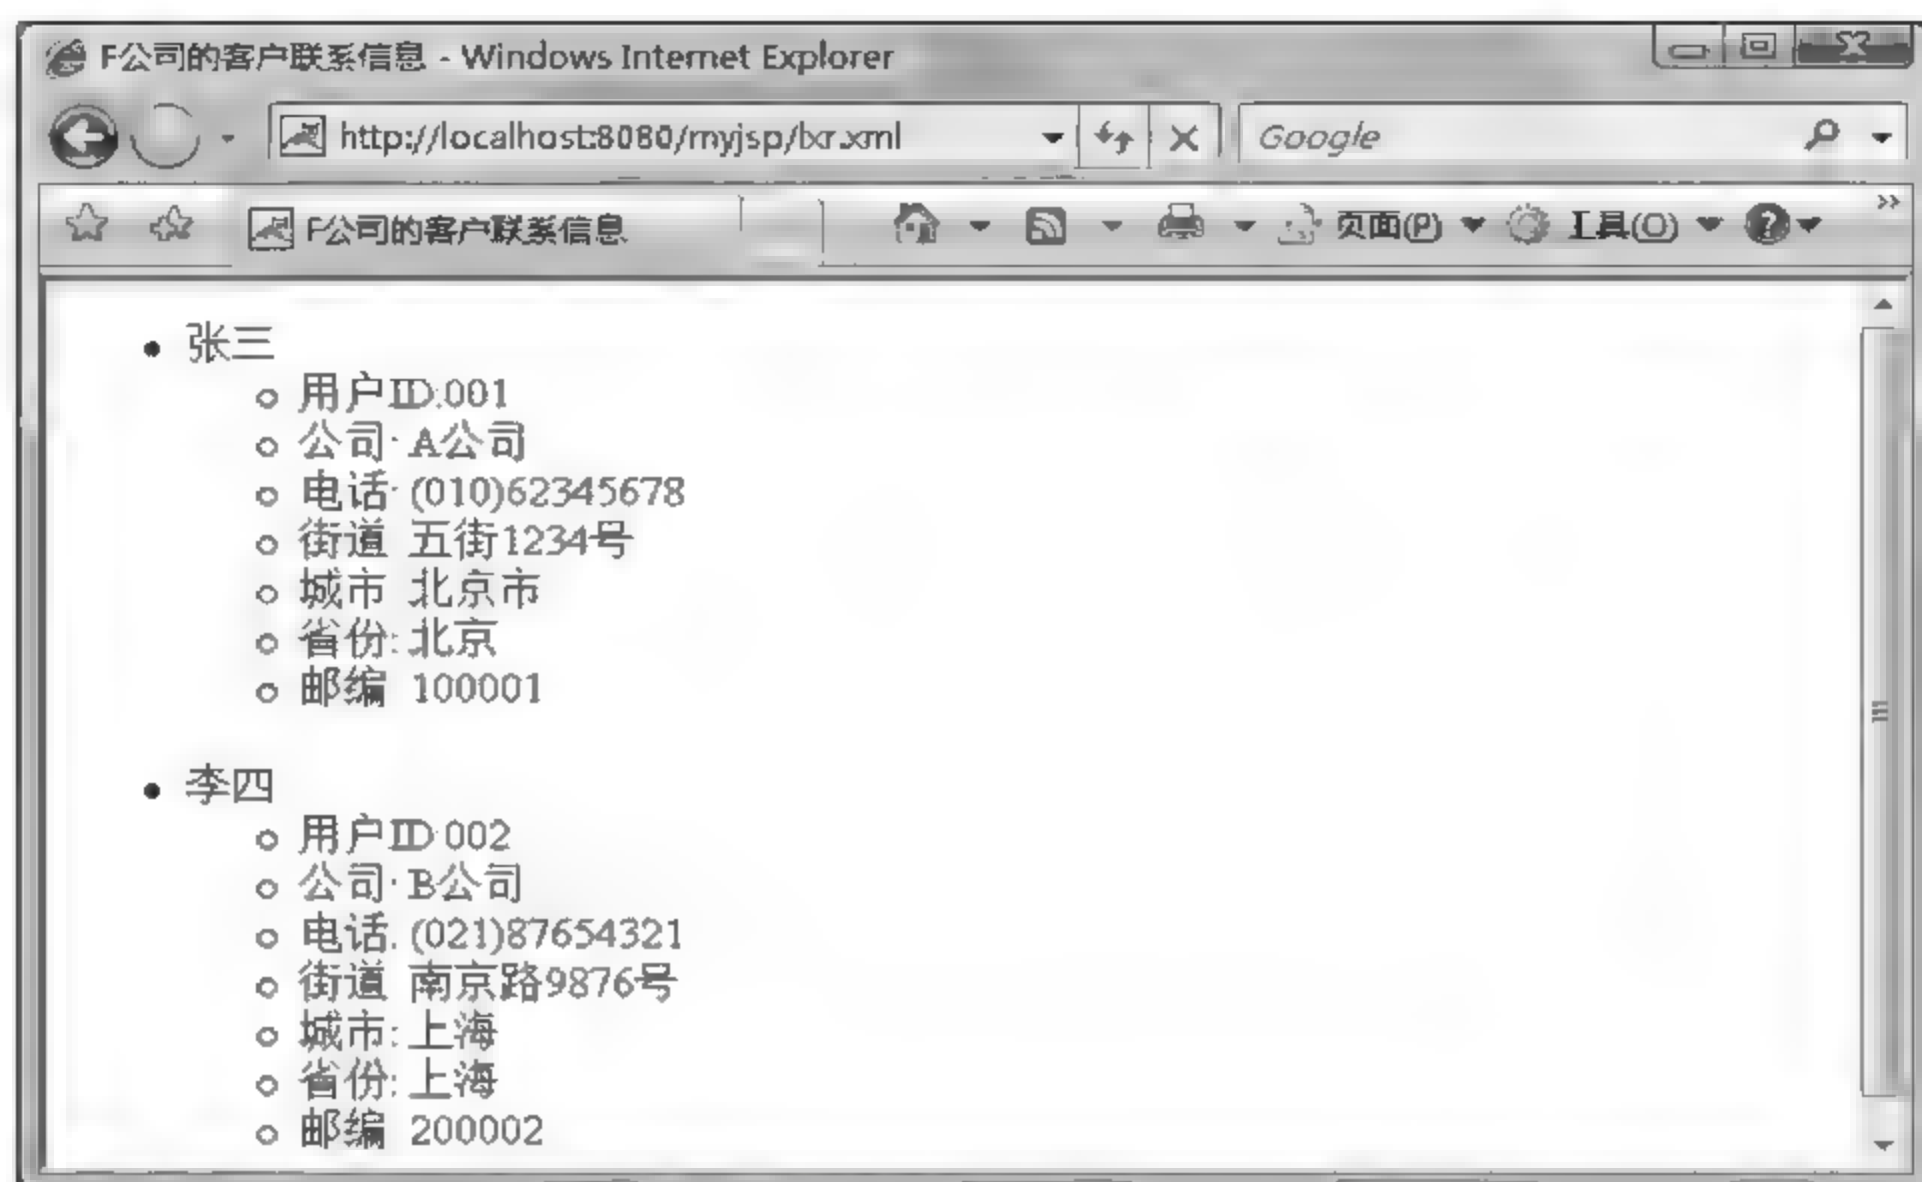 F公司的客户联系信息 - Windows Internet Explorer
http://localhost:8080/myjsp/lxr.xml
Google
F公司的客户联系信息
页面(P)
工具(O)
• 张三
○ 用户ID:001
○ 公司: A公司
○ 电话: (010)62345678
○ 街道 五街1234号
○ 城市 北京市
○ 省份: 北京
○ 邮编 100001
• 李四
○ 用户ID:002
○ 公司: B公司
○ 电话: (021)87654321
○ 街道 南京路9876号
○ 城市: 上海
○ 省份: 上海
○ 邮编 200002